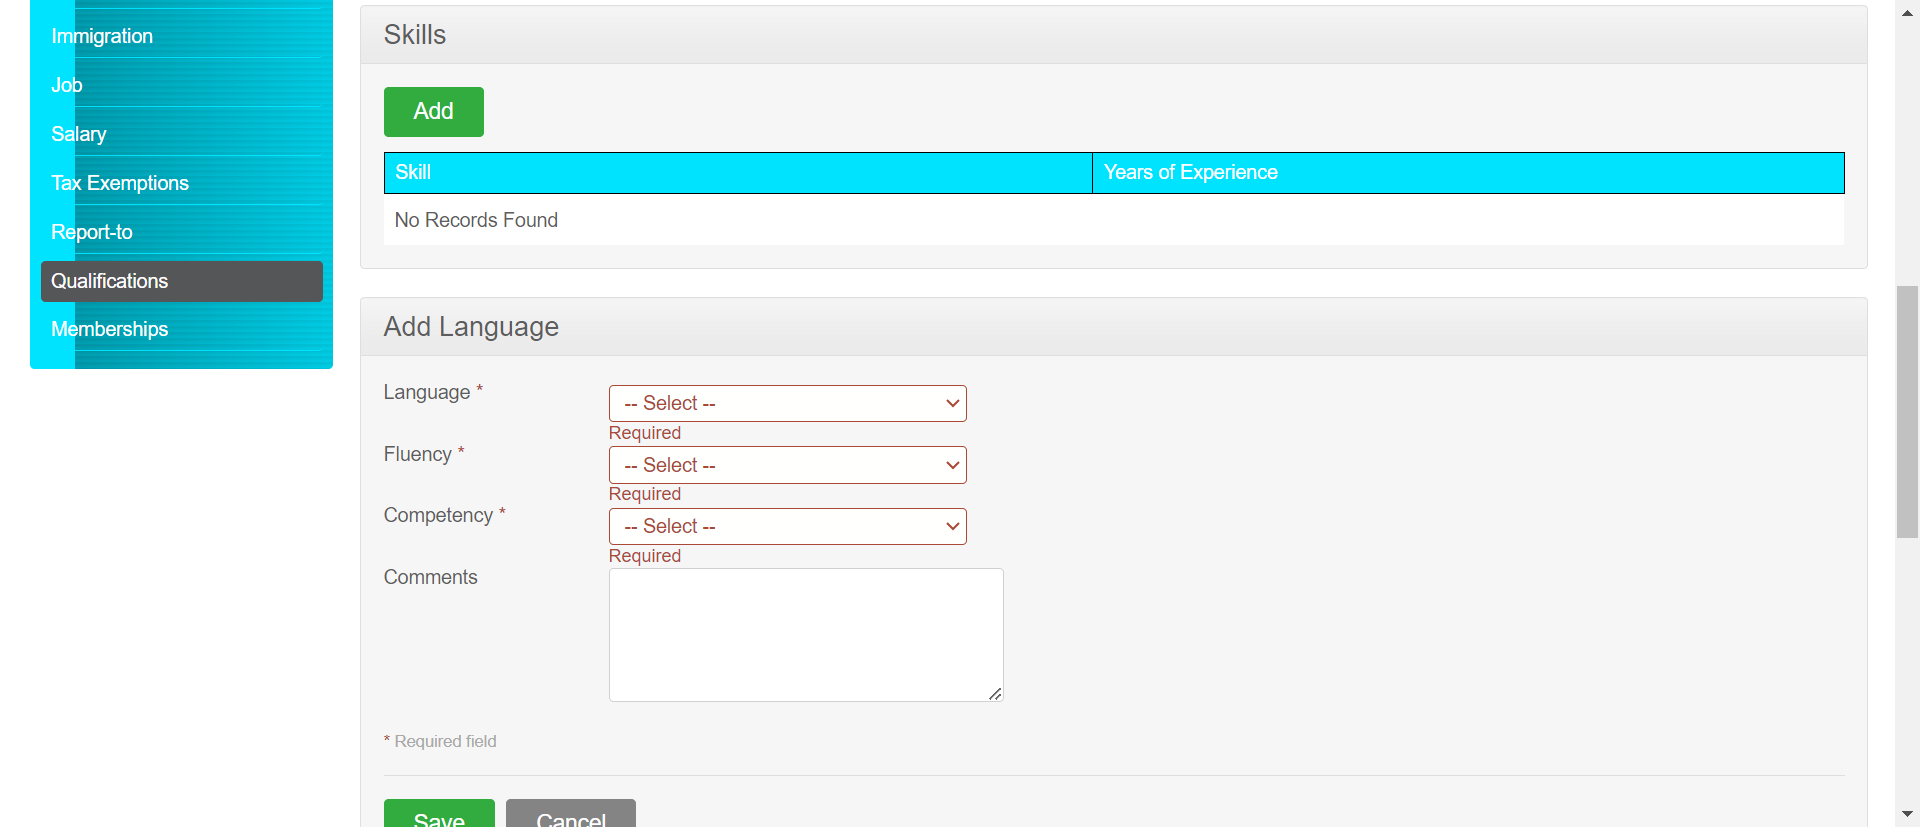 Immigration
Job
Salary
Tax Exemptions
Report-to
Qualifications
Memberships
Skills
Add
Skill Years of Experience
No Records Found
Add Language
Language *
-- Select --
Required
Fluency *
-- Select --
Required
Competency *
-- Select --
Required
Comments
* Required field
Save Cancel